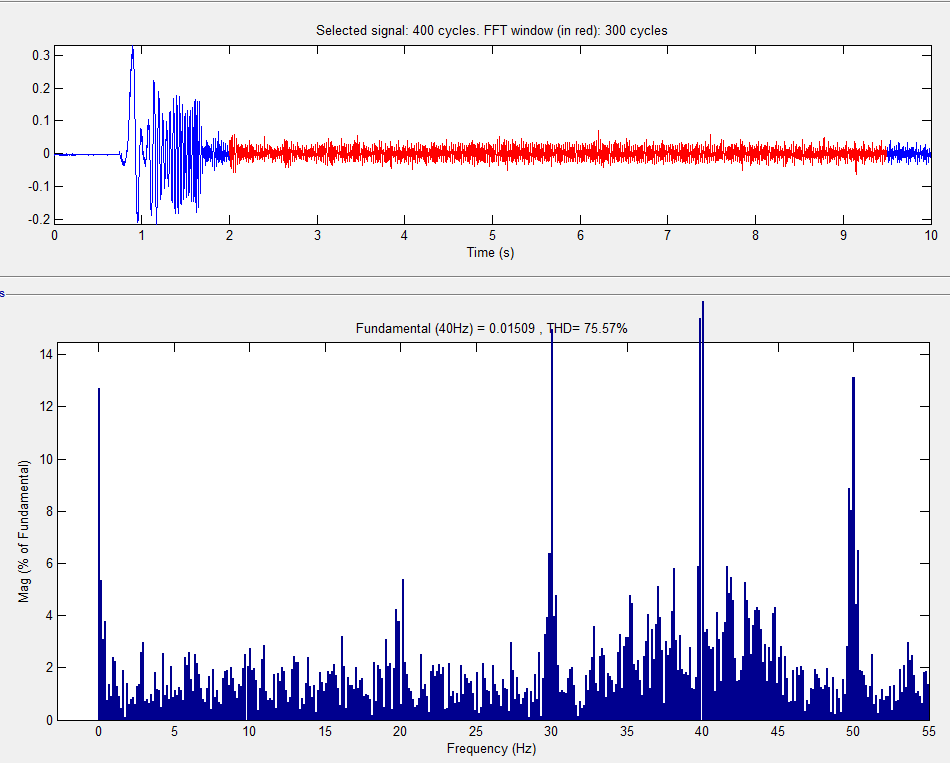 Selected signal: 400 cycles. FFT window (in red): 300 cycles
0.3
0.2
0.1
0
-0.1
-0.2
0 1 2 3 4 5 6 7 8 9 10
Time (s)
s
Fundamental (40Hz) = 0.01509 , THD= 75.57%
14
12
10
8
6
4
2
0
Mag (% of Fundamental)
0 5 10 15 20 25 30 35 40 45 50 55
Frequency (Hz)